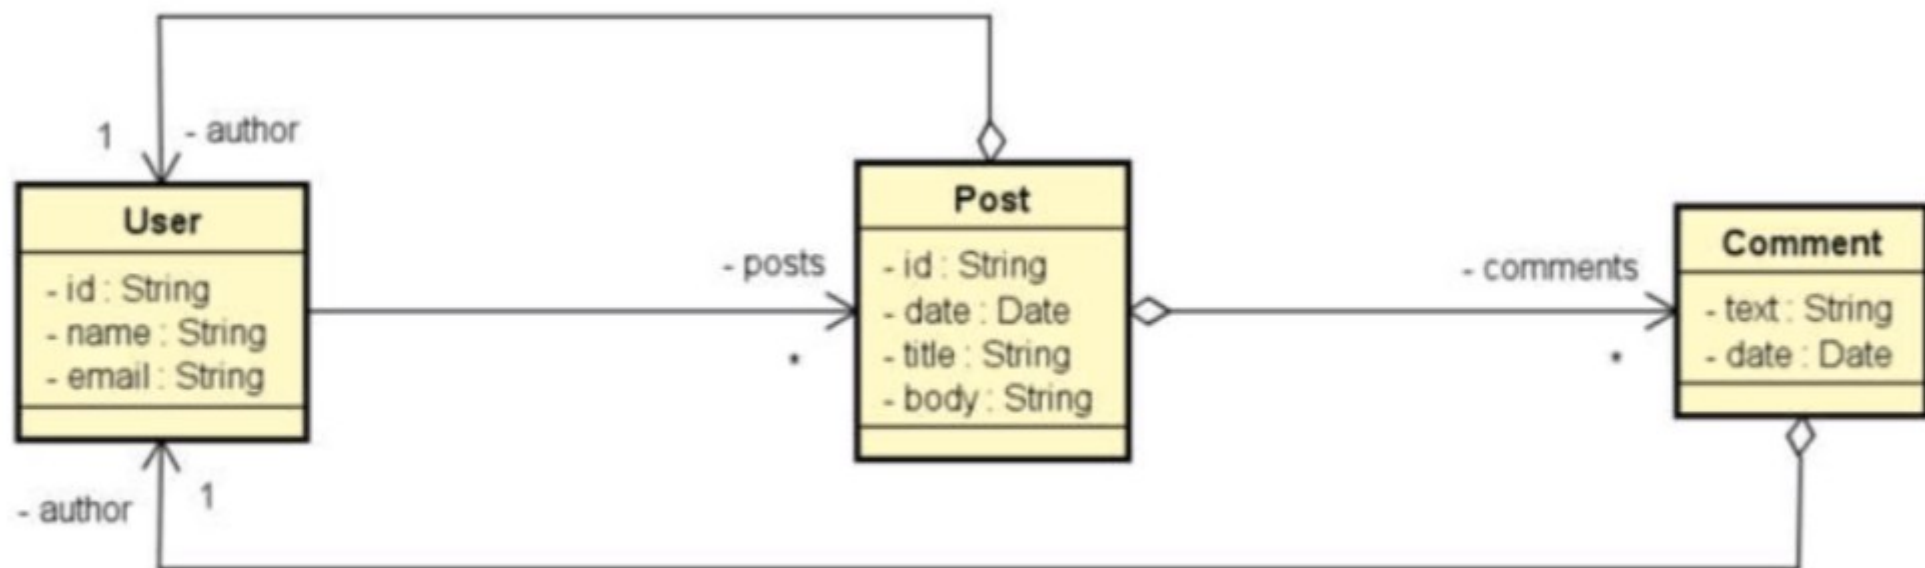 1
- author
User
- id : String
- name : String
- email : String
- author
1
- posts
*
Post
- id : String
- date : Date
- title : String
- body : String
- comments
*
Comment
- text : String
- date : Date